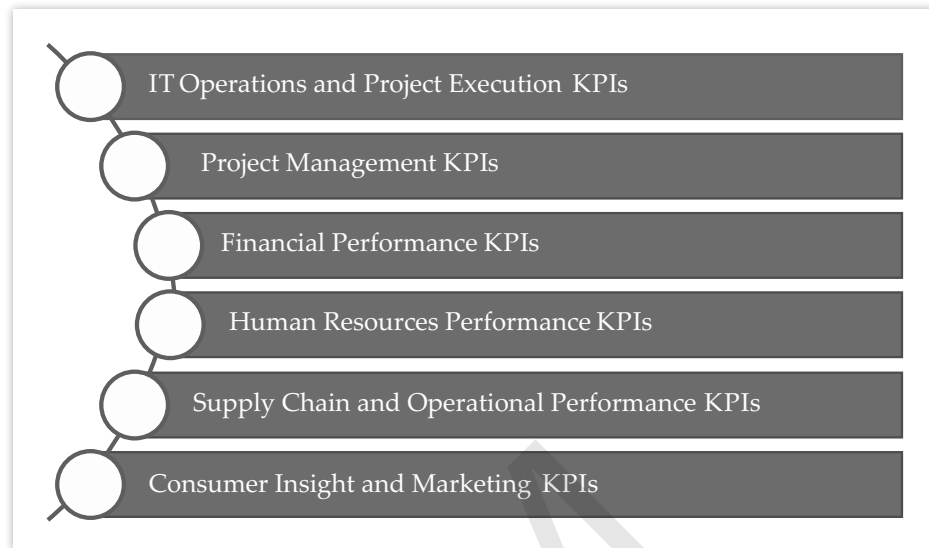 IT Operations and Project Execution KPIs
Project Management KPIs
Financial Performance KPIs
Human Resources Performance KPIs
Supply Chain and Operational Performance KPIs
Consumer Insight and Marketing KPIs